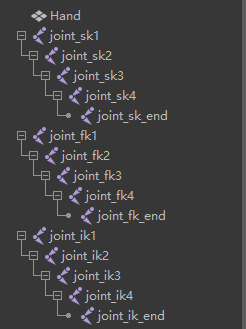 Hand
joint_sk1
joint_sk2
joint_sk3
joint_sk4
joint_sk_end
joint_fk1
joint_fk2
joint_fk3
joint_fk4
joint_fk_end
joint_ik1
joint_ik2
joint_ik3
joint_ik4
joint_ik_end